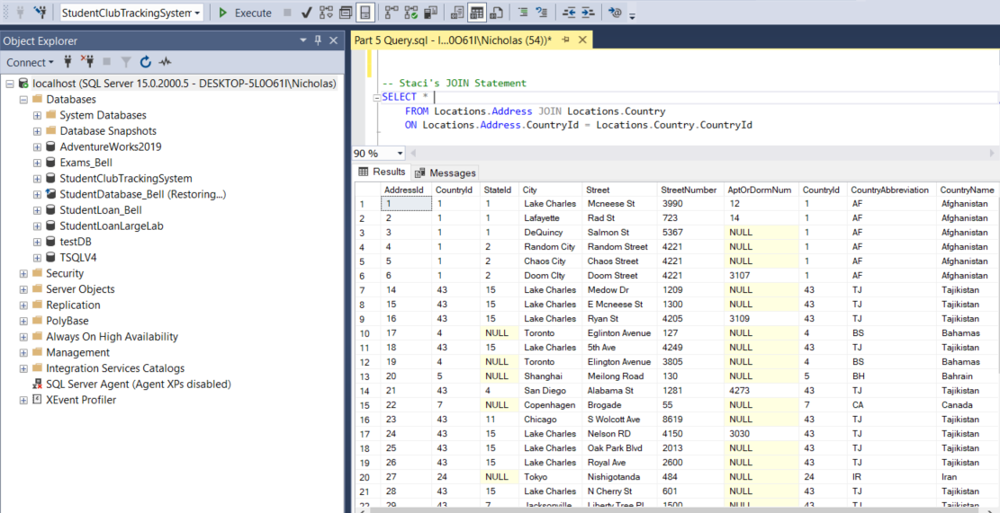 StudentClubTrackingSystem Execute
Object Explorer
Part 5 Query.sql - l...0O61I\Nicholas (54))*
Connect
localhost (SQL Server 15.0.2000.5 - DESKTOP-5L0O61I\Nicholas)
Databases
System Databases
Database Snapshots
AdventureWorks2019
Exams_Bell
StudentClubTrackingSystem
StudentDatabase_Bell (Restoring...)
StudentLoan_Bell
StudentLoanLargeLab
testDB
TSQLV4
Security
Server Objects
Replication
PolyBase
Always On High Availability
Management
Integration Services Catalogs
SQL Server Agent (Agent XPs disabled)
XEvent Profiler
-- Staci's JOIN Statement
SELECT *
FROM Locations.Address JOIN Locations.Country
ON Locations.Address.CountryId = Locations.Country.CountryId
90 %
Results Messages
AddressId CountryId StateId City Street StreetNumber AptOrDormNum CountryId CountryAbbreviation CountryName
1 1 1 1 Lake Charles Mcneese St 3990 12 1 AF Afghanistan
2 2 1 1 Lafayette Rad St 723 14 1 AF Afghanistan
3 3 1 1 DeQuincy Salmon St 5367 NULL 1 AF Afghanistan
4 4 1 2 Random City Random Street 4221 NULL 1 AF Afghanistan
5 5 1 2 Chaos City Chaos Street 4221 NULL 1 AF Afghanistan
6 6 1 2 Doom CIty Doom Street 4221 3107 1 AF Afghanistan
7 14 43 15 Lake Charles Medow Dr 1209 NULL 43 TJ Tajikistan
8 15 43 15 Lake Charles E Mcneese St 1300 NULL 43 TJ Tajikistan
9 16 43 15 Lake Charles Ryan St 4205 3109 43 TJ Tajikistan
10 17 4 NULL Toronto Eglinton Avenue 127 NULL 4 BS Bahamas
11 18 43 15 Lake Charles 5th Ave 4249 NULL 43 TJ Tajikistan
12 19 4 NULL Toronto Elington Avenue 3805 NULL 4 BS Bahamas
13 20 5 NULL Shanghai Meilong Road 130 NULL 5 BH Bahrain
14 21 43 4 San Diego Alabama St 1281 4273 43 TJ Tajikistan
15 22 7 NULL Copenhagen Brogade 55 NULL 7 CA Canada
16 23 43 11 Chicago S Wolcott Ave 8619 NULL 43 TJ Tajikistan
17 24 43 15 Lake Charles Nelson RD 4150 3030 43 TJ Tajikistan
18 25 43 15 Lake Charles Oak Park Blvd 2013 NULL 43 TJ Tajikistan
19 26 43 15 Lake Charles Royal Ave 2600 NULL 43 TJ Tajikistan
20 27 24 NULL Tokyo Nishigotanda 484 NULL 24 IR Iran
21 28 43 15 Lake Charles N Cherry St 601 NULL 43 TJ Tajikistan
22 29 43 7 Jacksonville Liberty Tree Pl 1500 NULL 43 TJ Tajikistan